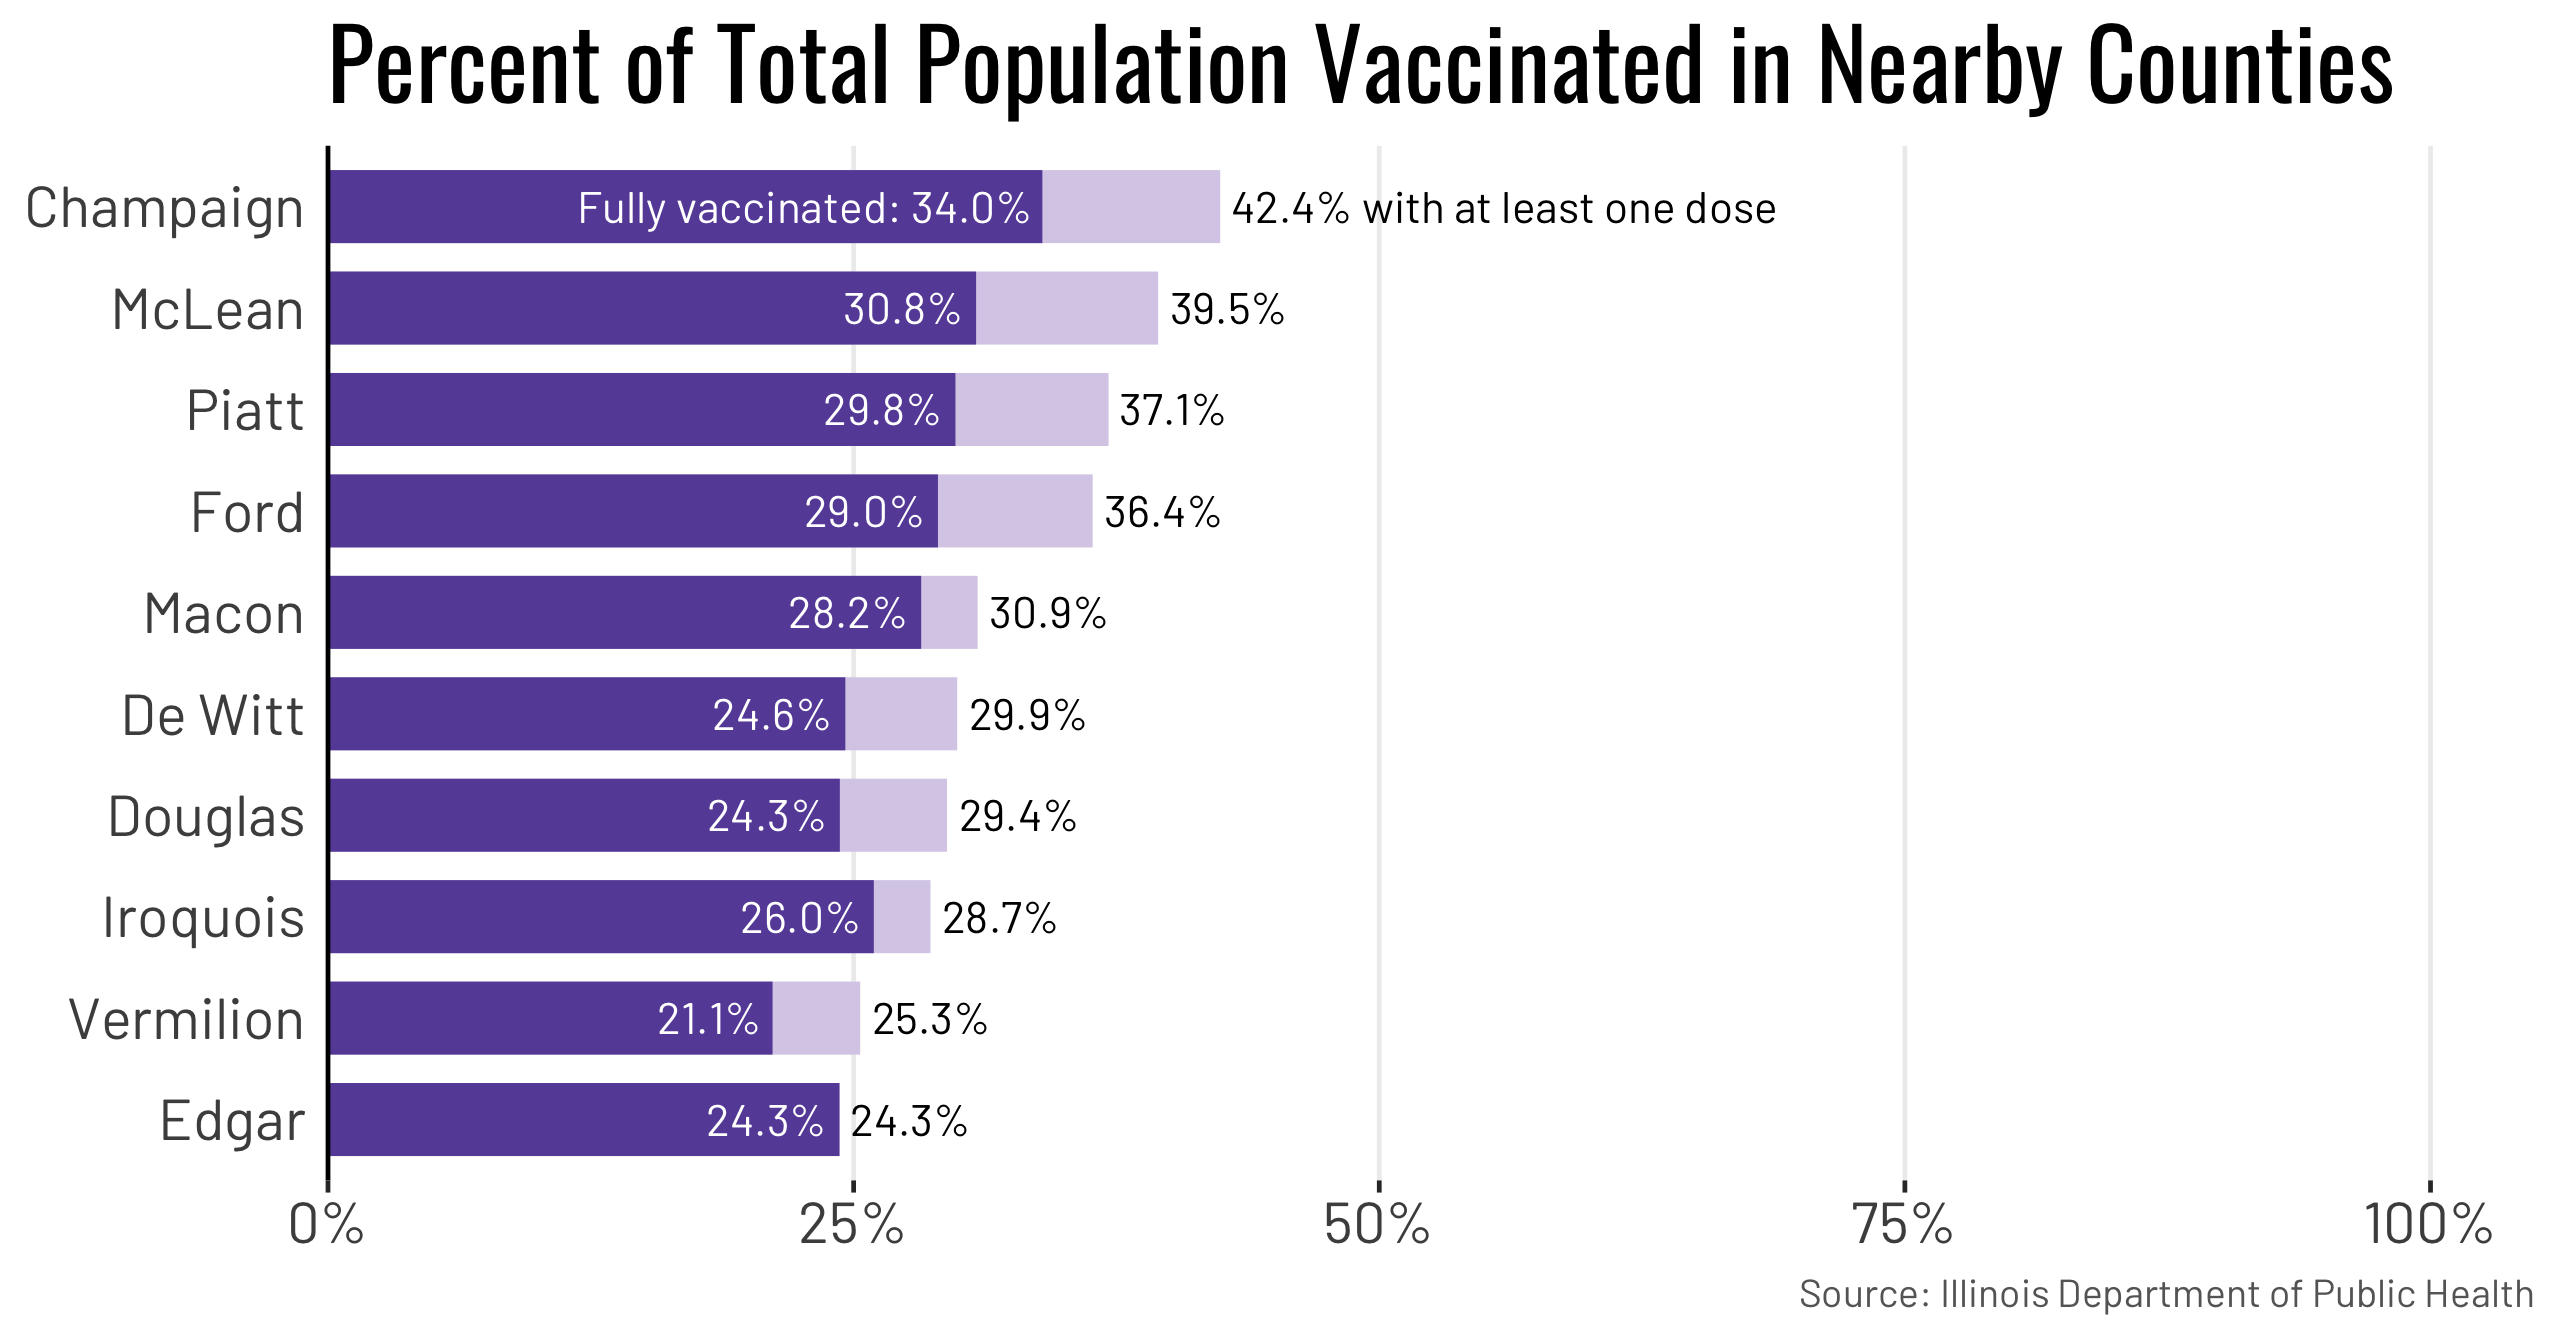 Percent of Total Population Vaccinated in Nearby Counties
Champaign Fully vaccinated: 34.0% 42.4% with at least one dose
McLean 30.8% 39.5%
Piatt 29.8% 37.1%
Ford 29.0% 36.4%
Macon 28.2% 30.9%
De Witt 24.6% 29.9%
Douglas 24.3% 29.4%
Iroquois 26.0% 28.7%
Vermilion 21.1% 25.3%
Edgar 24.3% 24.3%
0% 25% 50% 75% 100%
Source: Illinois Department of Public Health